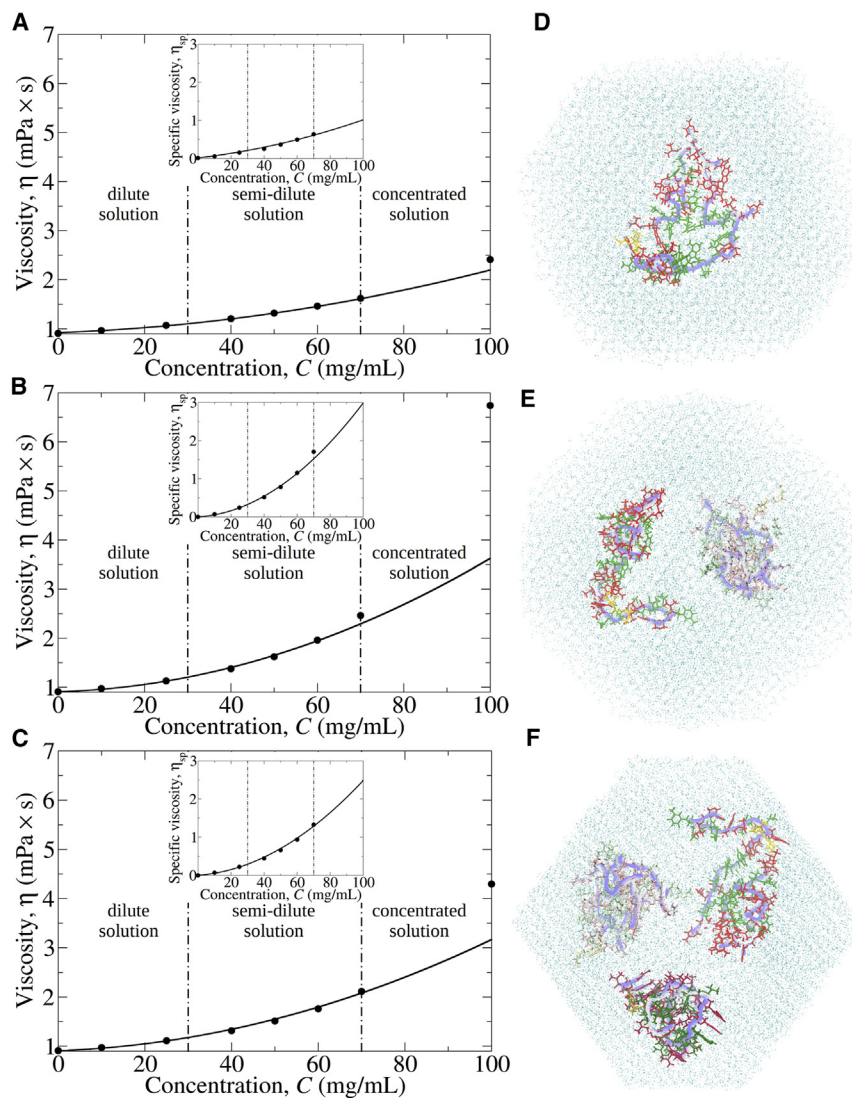 A
Viscosity, η (mPa × s)
7
6
5
4
3
2
1
Specific viscosity, ηsp
3
2
1
0
0 20 40 60 80 100
Concentration, C (mg/mL)
dilute
solution
semi-dilute
solution
concentrated
solution
0 20 40 60 80 100
Concentration, C (mg/mL)
B
Viscosity, η (mPa × s)
7
6
5
4
3
2
1
Specific viscosity, ηsp
3
2
1
0
0 20 40 60 80 100
Concentration, C (mg/mL)
dilute
solution
semi-dilute
solution
concentrated
solution
0 20 40 60 80 100
Concentration, C (mg/mL)
C
Viscosity, η (mPa × s)
7
6
5
4
3
2
1
Specific viscosity, ηsp
3
2
1
0
0 20 40 60 80 100
Concentration, C (mg/mL)
dilute
solution
semi-dilute
solution
concentrated
solution
0 20 40 60 80 100
Concentration, C (mg/mL)
D
E
F